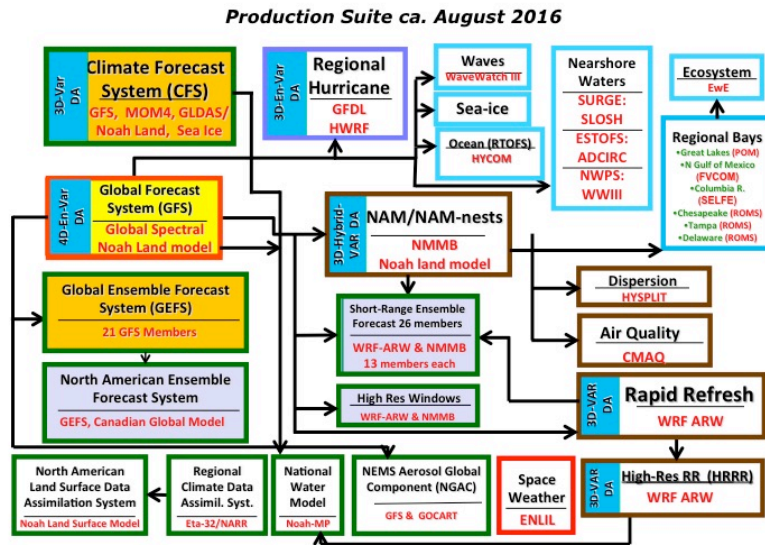 Production Suite ca. August 2016
3D-Var
DA
Climate Forecast
System (CFS)
GFS, MOM4, GLDAS/
Noah Land, Sea Ice
3D-En-Var
DA
Regional
Hurricane
GFDL
HWRF
Waves
WaveWatch III
Sea-ice
Ocean (RTOFS)
HYCOM
Nearshore
Waters
SURGE:
SLOSH
ESTOFS:
ADCIRC
NWPS:
WWIII
Ecosystem
EwE
Regional Bays
•Great Lakes (POM)
•N Gulf of Mexico
(FVCOM)
•Columbia R.
(SELFE)
•Chesapeake (ROMS)
•Tampa (ROMS)
•Delaware (ROMS)
4D-En-Var
DA
Global Forecast
System (GFS)
Global Spectral
Noah Land model
3D-Hybrid-
VAR DA
NAM/NAM-nests
NMMB
Noah land model
Global Ensemble Forecast
System (GEFS)
21 GFS Members
Short-Range Ensemble
Forecast 26 members
WRF-ARW & NMMB
13 members each
Dispersion
HYSPLIT
Air Quality
CMAQ
North American Ensemble
Forecast System
GEFS, Canadian Global Model
High Res Windows
WRF-ARW & NMMB
3D-VAR
DA
Rapid Refresh
WRF ARW
North American
Land Surface Data
Assimilation System
Noah Land Surface Model
Regional
Climate Data
Assimil. Syst.
Eta-32/NARR
National
Water
Model
Noah-MP
NEMS Aerosol Global
Component (NGAC)
GFS & GOCART
Space
Weather
ENLIL
3D-VAR
DA
High-Res RR (HRRR)
WRF ARW